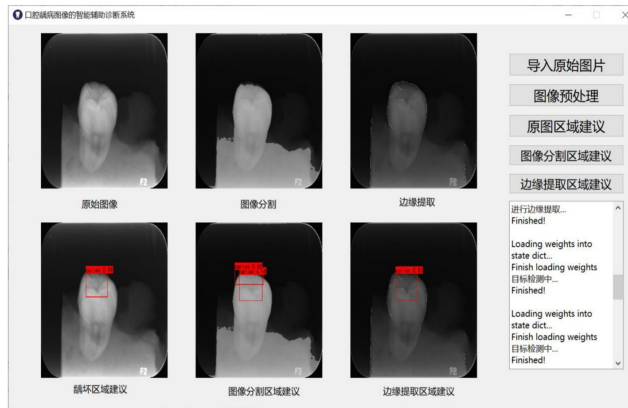 口腔龋病图像的智能辅助诊断系统
导入原始图片
图像预处理
原图区域建议
图像分割区域建议
边缘提取区域建议
F2
F2
F2
原始图像
图像分割
边缘提取
进行边缘提取...
Finished!
Loading weights into
state dict...
Finish loading weights
目标检测中...
Finished!
Loading weights into
state dict...
Finish loading weights
目标检测中...
Finished!
F2
F2
F2
龋坏区域建议
图像分割区域建议
边缘提取区域建议